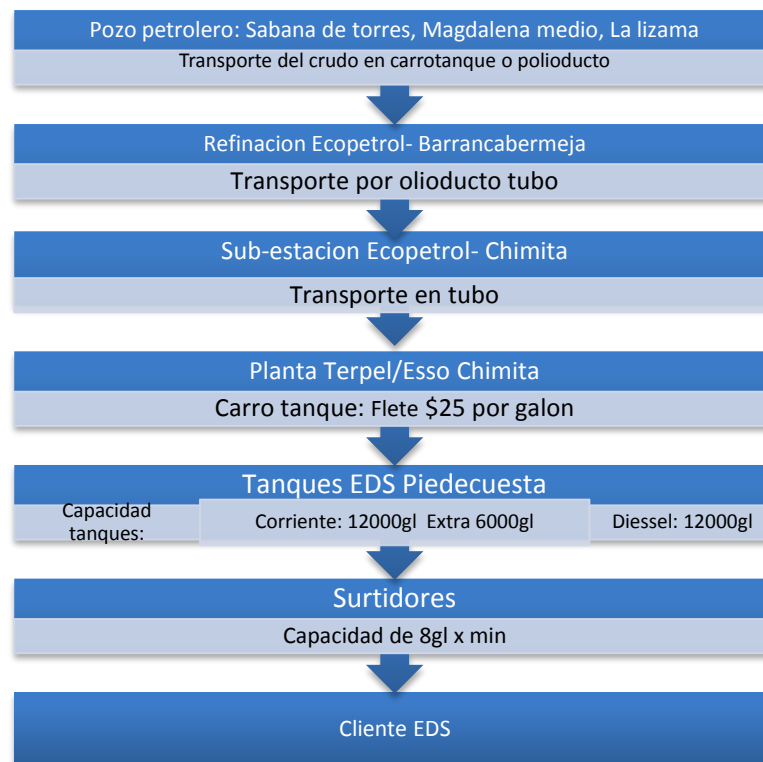 Pozo petrolero: Sabana de torres, Magdalena medio, La lizama
Transporte del crudo en carrotanque o polioducto
Refinacion Ecopetrol- Barrancabermeja
Transporte por olioducto tubo
Sub-estacion Ecopetrol- Chimita
Transporte en tubo
Planta Terpel/Esso Chimita
Carro tanque: Flete $25 por galon
Tanques EDS Piedecuesta
Capacidad
tanques:
Corriente: 12000gl Extra 6000gl
Diessel: 12000gl
Surtidores
Capacidad de 8gl x min
Cliente EDS